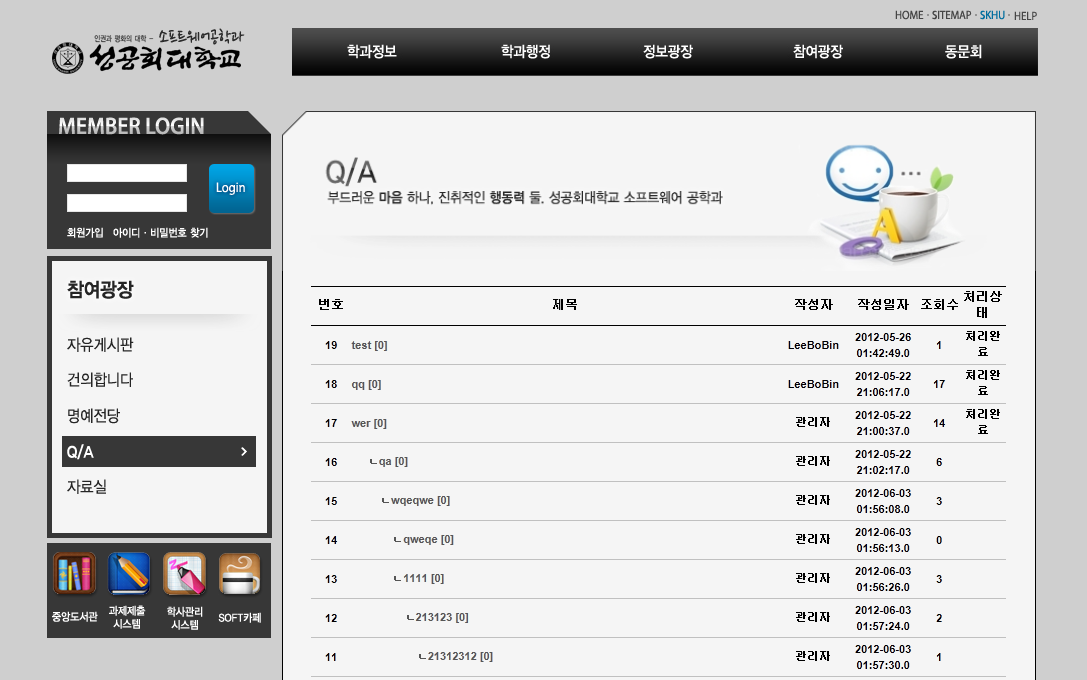 HOME · SITEMAP · SKHU · HELP
인권과 평화의 대학 - 소프트웨어공학과
성공회대학교
학과정보 학과행정 정보광장 참여광장 동문회
MEMBER LOGIN
Login
회원가입 아이디 · 비밀번호 찾기
참여광장
자유게시판
건의합니다
명예전당
Q/A
자료실
중앙도서관
과제제출
시스템
학사관리
시스템
SOFT카페
Q/A
부드러운 마음 하나, 진취적인 행동력 둘. 성공회대학교 소프트웨어 공학과
A
번호 제목 작성자 작성일자 조회수 처리상
태
19 test [0] LeeBoBin 2012-05-26 1 처리완
01:42:49.0 료
18 qq [0] LeeBoBin 2012-05-22 17 처리완
21:06:17.0 료
17 wer [0] 관리자 2012-05-22 14 처리완
21:00:37.0 료
16 ㄴqa [0] 관리자 2012-05-22 6
21:02:17.0
15 ㄴwqeqwe [0] 관리자 2012-06-03 3
01:56:08.0
14 ㄴqweqe [0] 관리자 2012-06-03 0
01:56:13.0
13 ㄴ1111 [0] 관리자 2012-06-03 3
01:56:26.0
12 ㄴ213123 [0] 관리자 2012-06-03 2
01:57:24.0
11 ㄴ21312312 [0] 관리자 2012-06-03 1
01:57:30.0